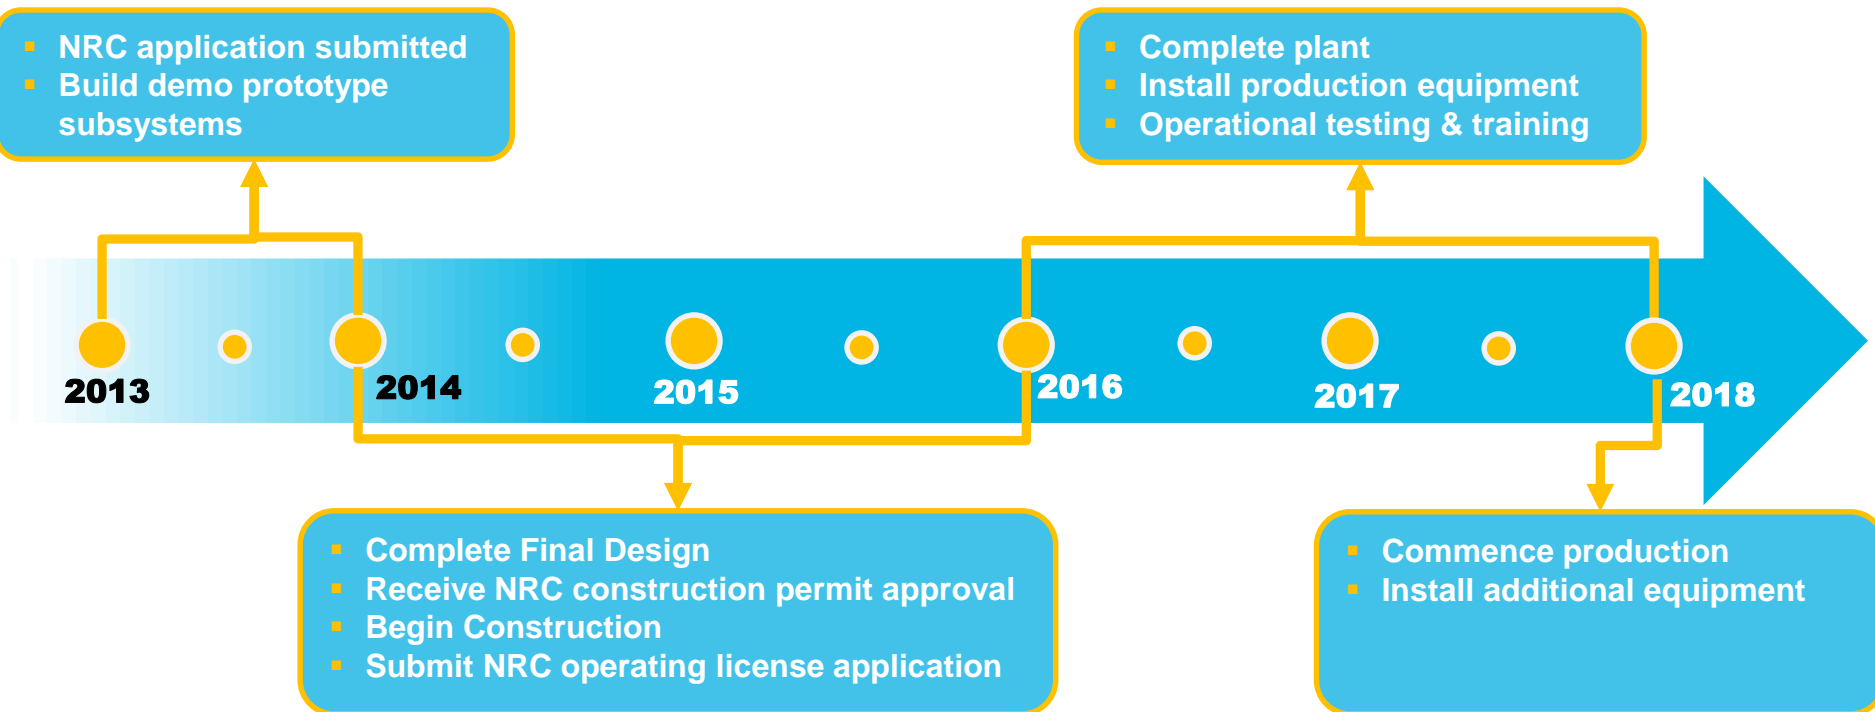 NRC application submitted
Build demo prototype
subsystems
Complete plant
Install production equipment
Operational testing & training
2013
2014
2015
2016
2017
2018
Complete Final Design
Receive NRC construction permit approval
Begin Construction
Submit NRC operating license application
Commence production
Install additional equipment